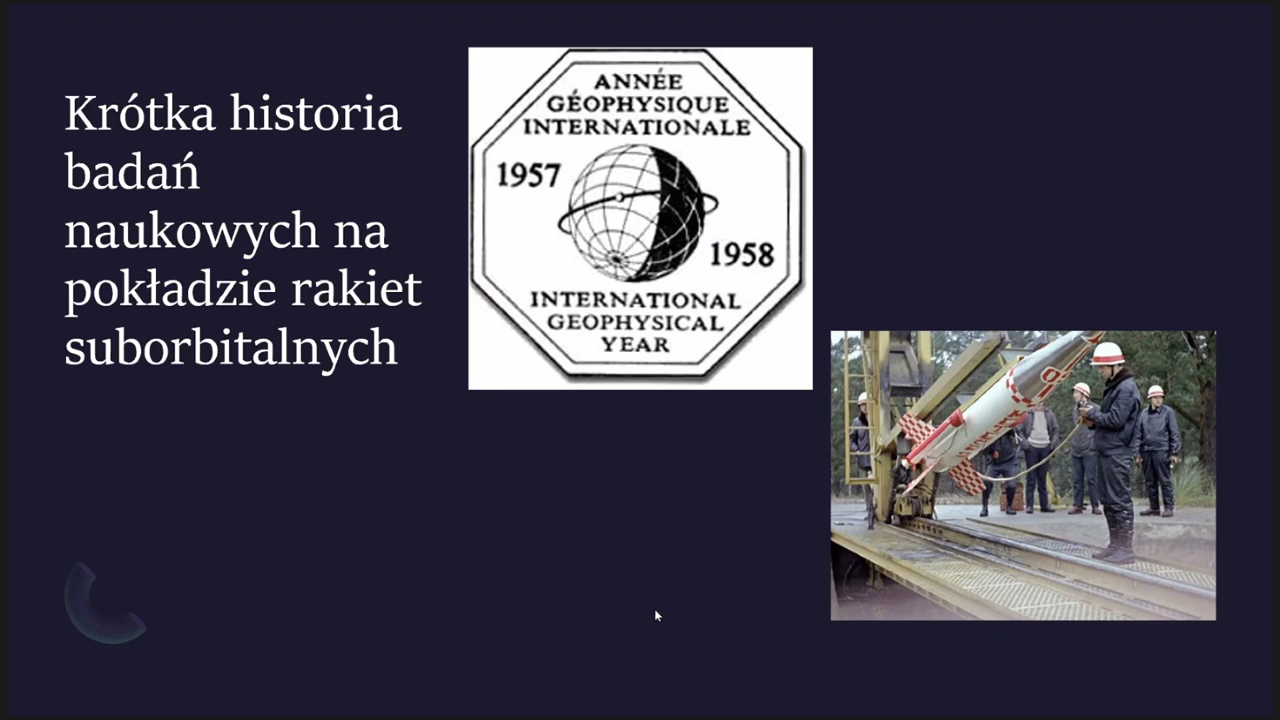 Krótka historia
badań
naukowych na
pokładzie rakiet
suborbitalnych
ANNÉE
GÉOPHYSIQUE
INTERNATIONALE
1957
1958
INTERNATIONAL
GEOPHYSICAL
YEAR